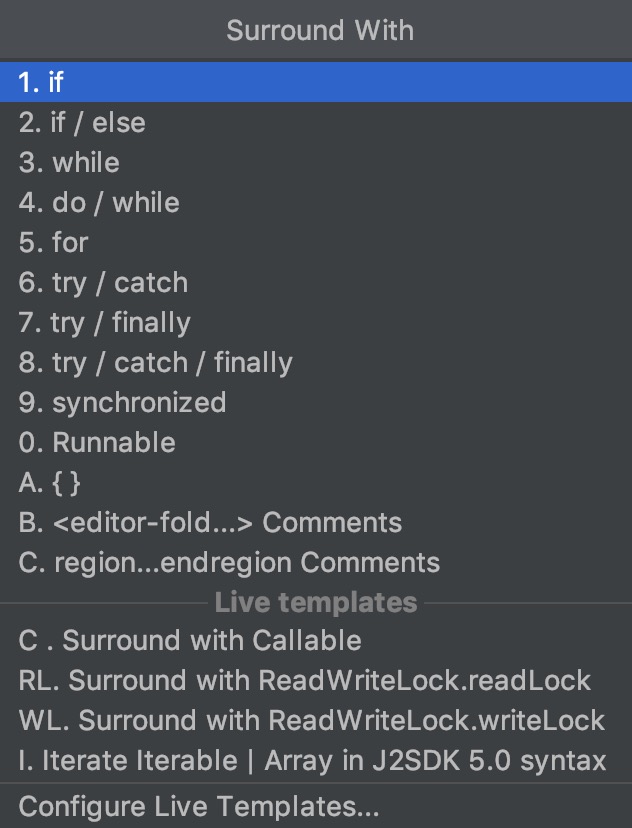 Surround With
1. if
2. if / else
3. while
4. do / while
5. for
6. try / catch
7. try / finally
8. try / catch / finally
9. synchronized
0. Runnable
A. { }
B. <editor-fold...> Comments
C. region...endregion Comments
Live templates
C . Surround with Callable
RL. Surround with ReadWriteLock.readLock
WL. Surround with ReadWriteLock.writeLock
I. Iterate Iterable | Array in J2SDK 5.0 syntax
Configure Live Templates...